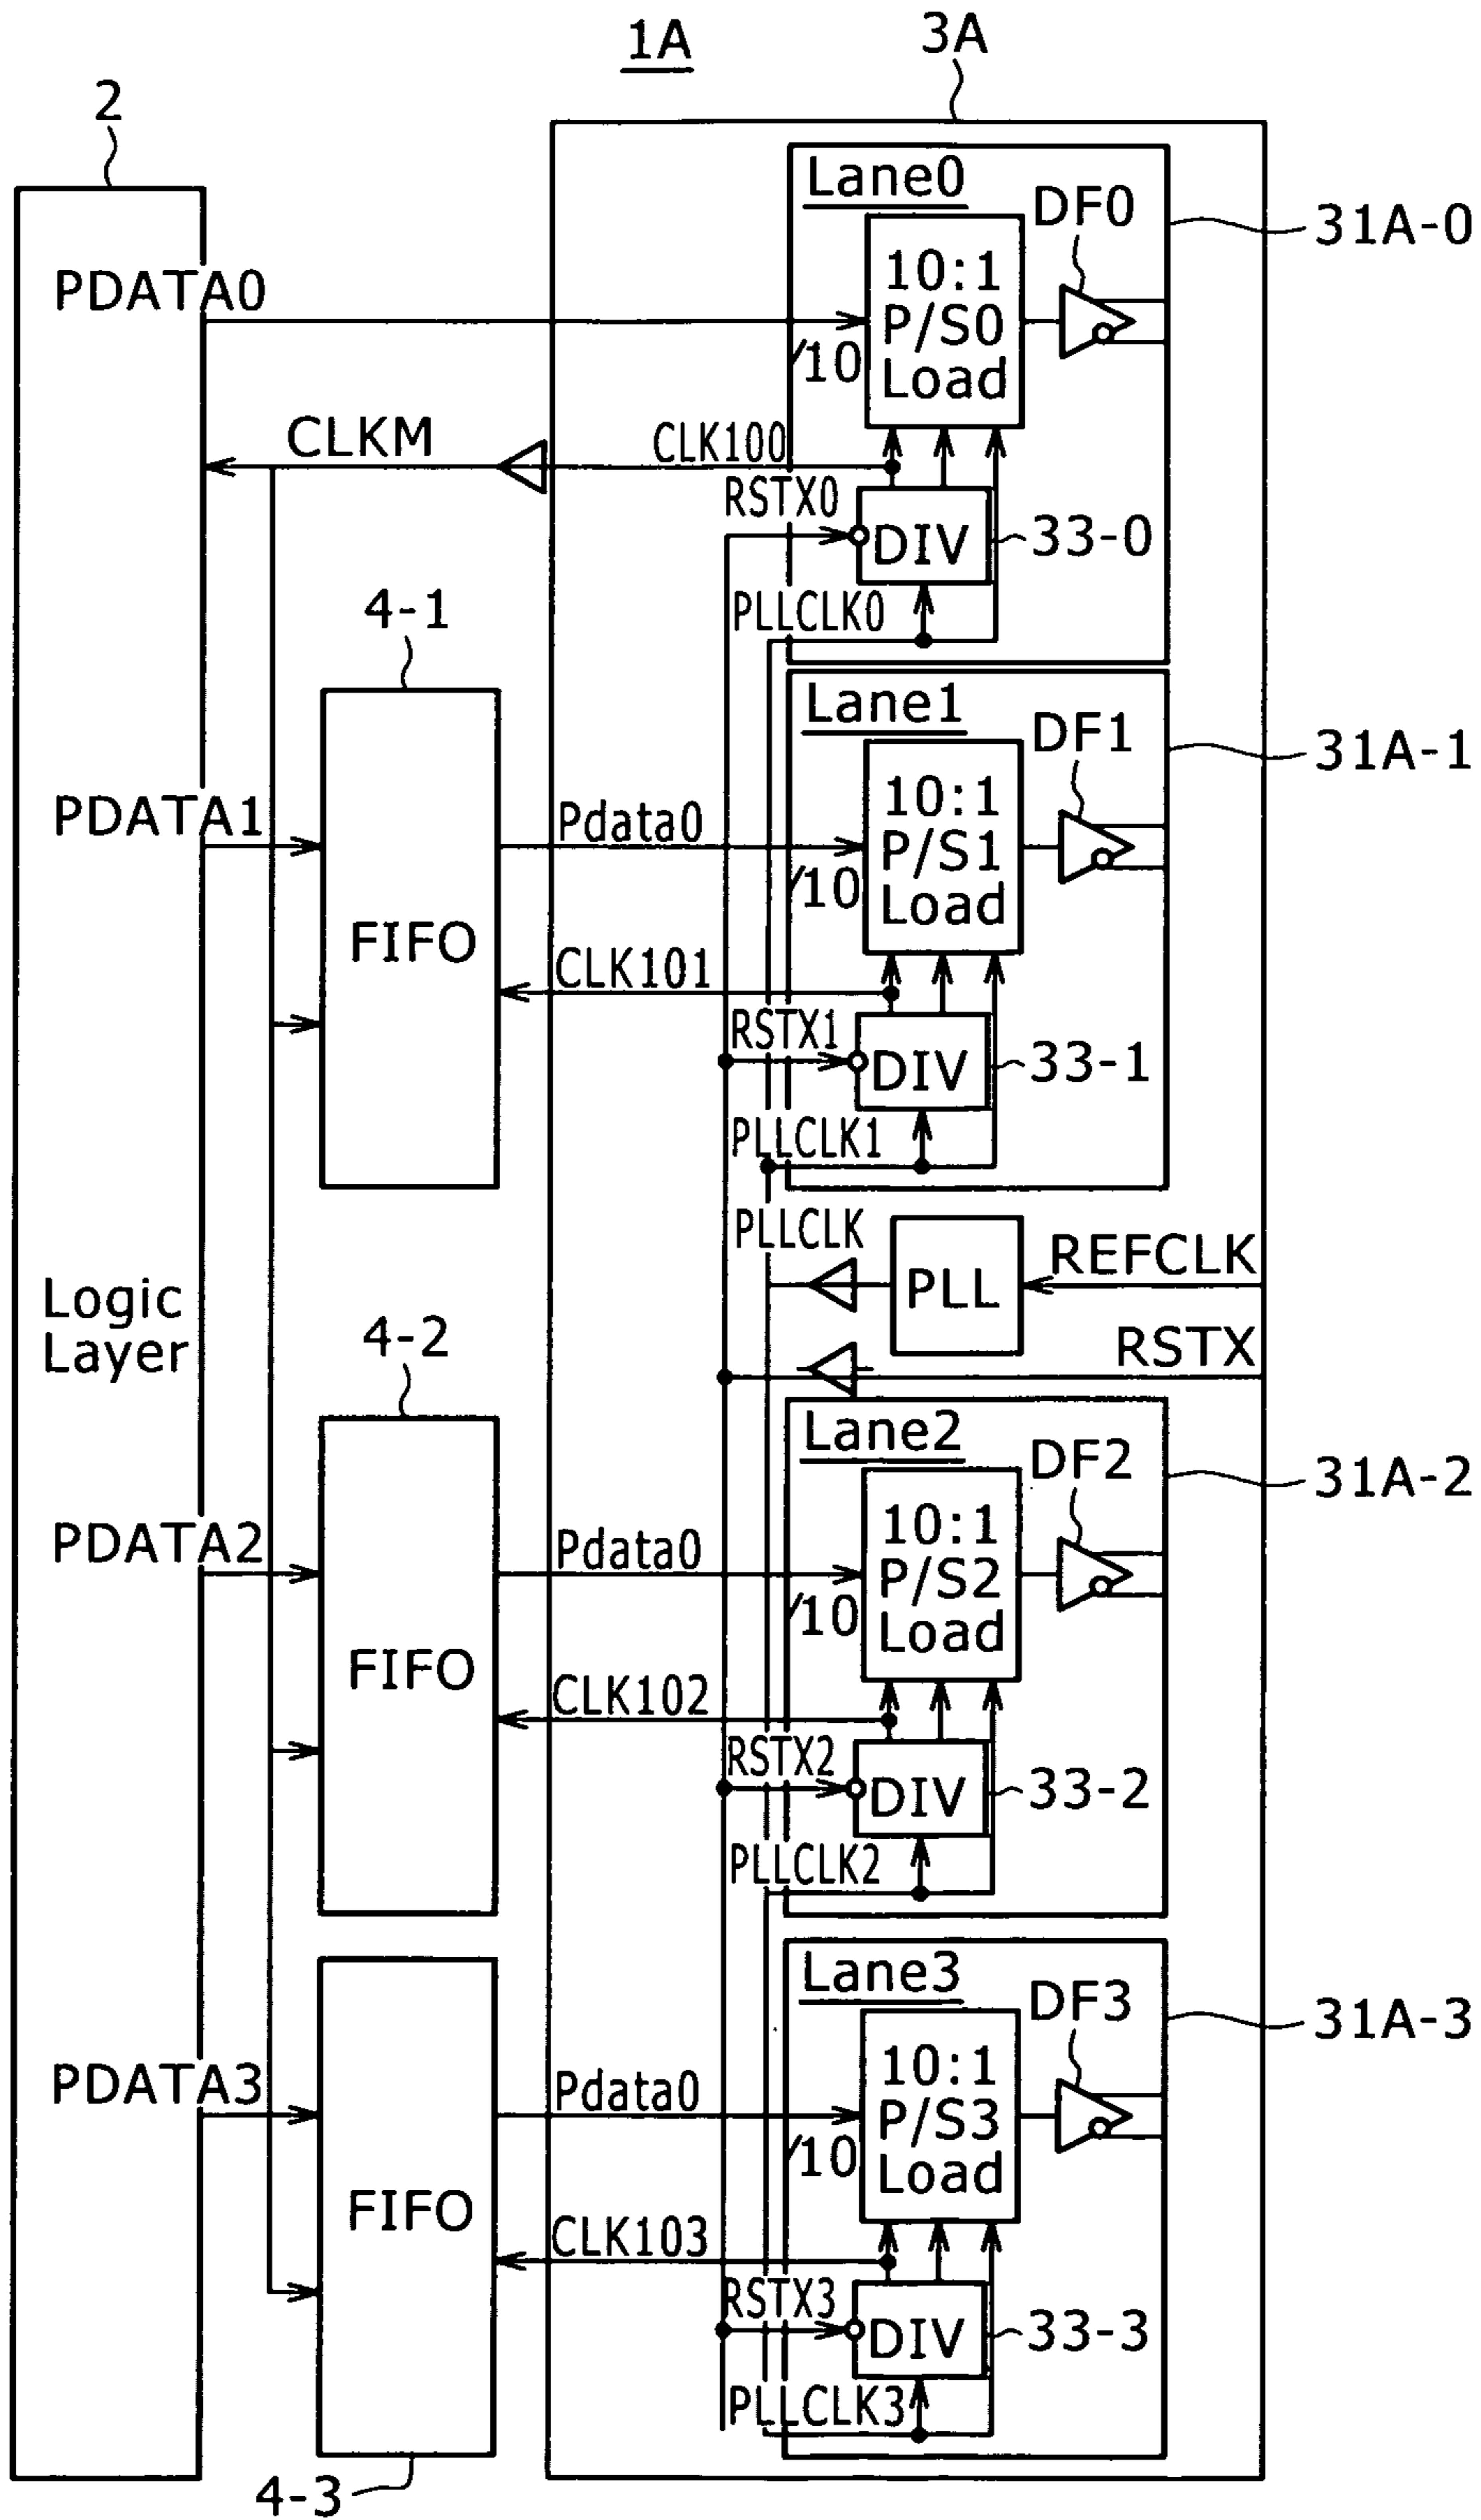 1A
3A
2
Lane0
DF0
31A-0
PDATA0
10:1
P/S0
Load
10
CLKM
CLK100
RSTX0
DIV
33-0
PLLCLK0
4-1
Lane1
DF1
31A-1
PDATA1
Pdata0
10:1
P/S1
Load
10
FIFO
CLK101
RSTX1
DIV
33-1
PLLCLK1
PLLCLK
PLL
REFCLK
Logic
Layer
4-2
RSTX
Lane2
DF2
31A-2
PDATA2
Pdata0
10:1
P/S2
Load
10
FIFO
CLK102
RSTX2
DIV
33-2
PLLCLK2
Lane3
DF3
31A-3
PDATA3
Pdata0
10:1
P/S3
Load
10
FIFO
CLK103
RSTX3
DIV
33-3
PLLCLK3
4-3